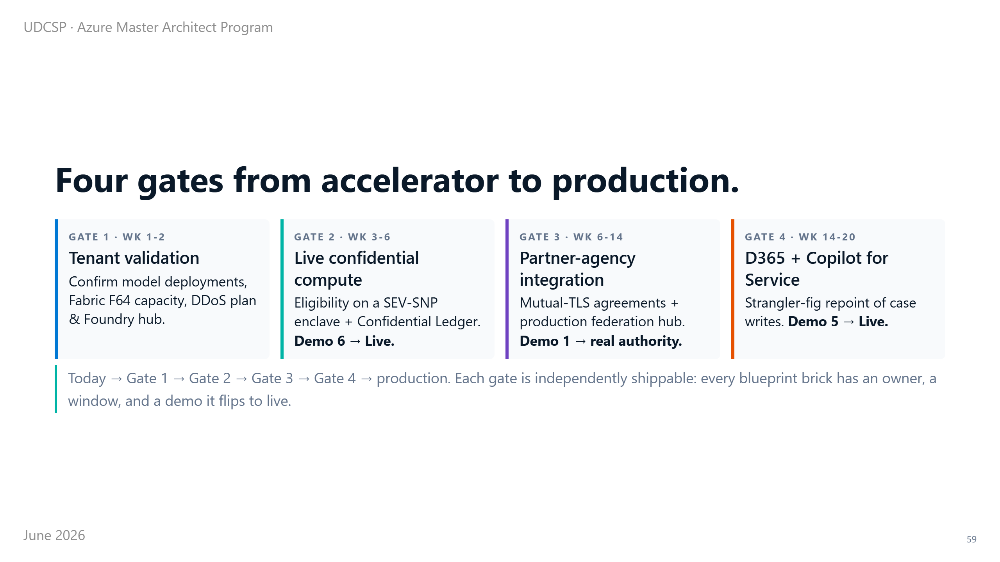 UDCSP · Azure Master Architect Program
Four gates from accelerator to production.
GATE 1 · WK 1-2
Tenant validation
Confirm model deployments,
Fabric F64 capacity, DDoS plan
& Foundry hub.
GATE 2 · WK 3-6
Live confidential
compute
Eligibility on a SEV-SNP
enclave + Confidential Ledger.
Demo 6 → Live.
GATE 3 · WK 6-14
Partner-agency
integration
Mutual-TLS agreements +
production federation hub.
Demo 1 → real authority.
GATE 4 · WK 14-20
D365 + Copilot for
Service
Strangler-fig repoint of case
writes. Demo 5 → Live.
Today → Gate 1 → Gate 2 → Gate 3 → Gate 4 → production. Each gate is independently shippable: every blueprint brick has an owner, a
window, and a demo it flips to live.
June 2026
59